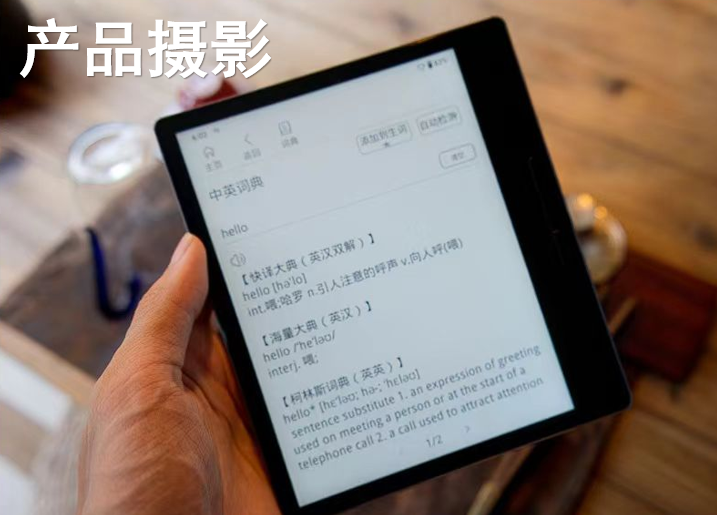 产品摄影
主页
返回
词典
添加到生词本
自动检测
中英词典
清空
hello
【快译大典（英汉双解）】
hello [hə'lo]
int.喂;哈罗 n.引人注意的呼声 v.向人呼(喂)
【海量大典（英汉）】
hello /'he'ləʊ/
interj. 喂;
【柯林斯词典（英英）】
hello* [hɛ'ləʊ; hə-; 'hɛləʊ]
sentence substitute 1. an expression of greeting
used on meeting a person or at the start of a
telephone call 2. a call used to attract attention
1/2